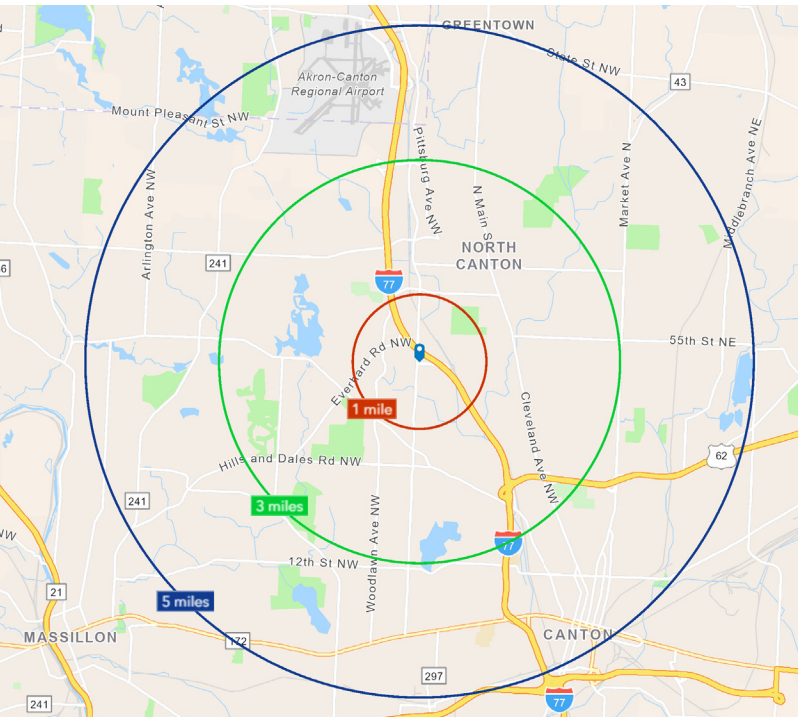 GREENTOWN
State St NW
43
Akron-Canton
Regional Airport
Mount Pleasant St NW
Pittsburg Ave NW
Market Ave N
Middlebranch Ave NE
Arlington Ave NW
N Main S
NORTH
CANTON
241
6
77
55th St NE
Everhard Rd NW
1 mile
Cleveland Ave NW
62
Hills and Dales Rd NW
241
3 miles
NW
Woodlawn Ave NW
77
12th St NW
21
5 miles
MASSILLON
172
CANTON
297
241
77